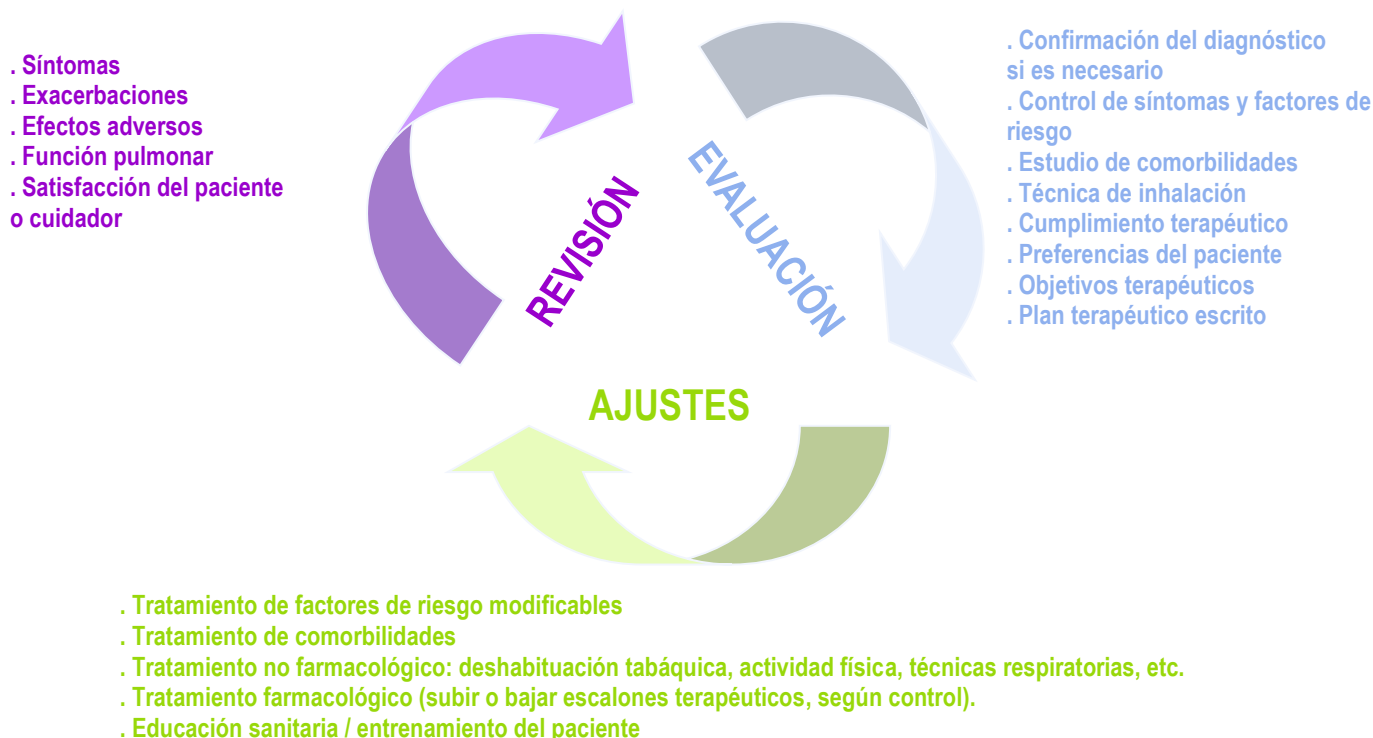 . Síntomas
. Exacerbaciones
. Efectos adversos
. Función pulmonar
. Satisfacción del paciente
o cuidador
REVISIÓN
EVALUACIÓN
. Confirmación del diagnóstico
si es necesario
. Control de síntomas y factores de
riesgo
. Estudio de comorbilidades
. Técnica de inhalación
. Cumplimiento terapéutico
. Preferencias del paciente
. Objetivos terapéuticos
. Plan terapéutico escrito
AJUSTES
. Tratamiento de factores de riesgo modificables
. Tratamiento de comorbilidades
. Tratamiento no farmacológico: deshabituación tabáquica, actividad física, técnicas respiratorias, etc.
. Tratamiento farmacológico (subir o bajar escalones terapéuticos, según control).
. Educación sanitaria / entrenamiento del paciente